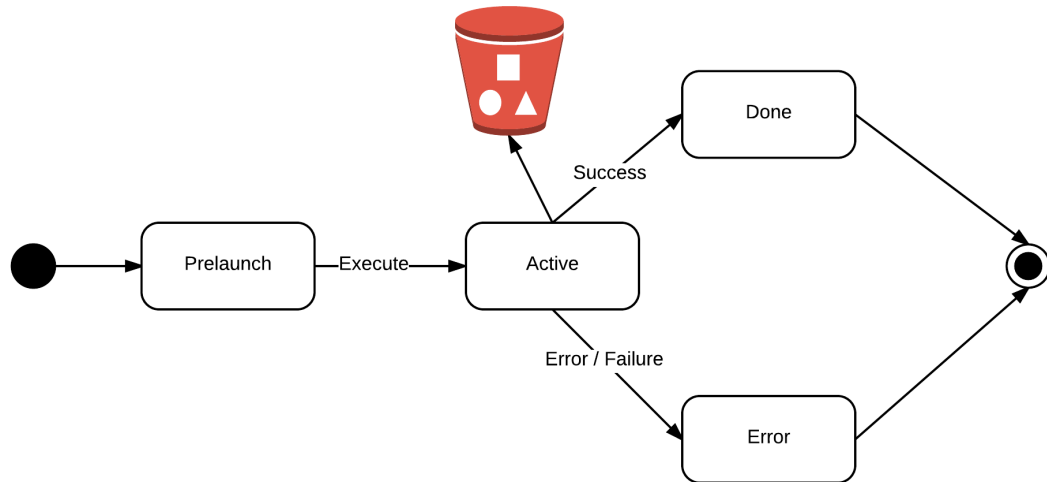 Done
Success
Prelaunch
Execute
Active
Error / Failure
Error